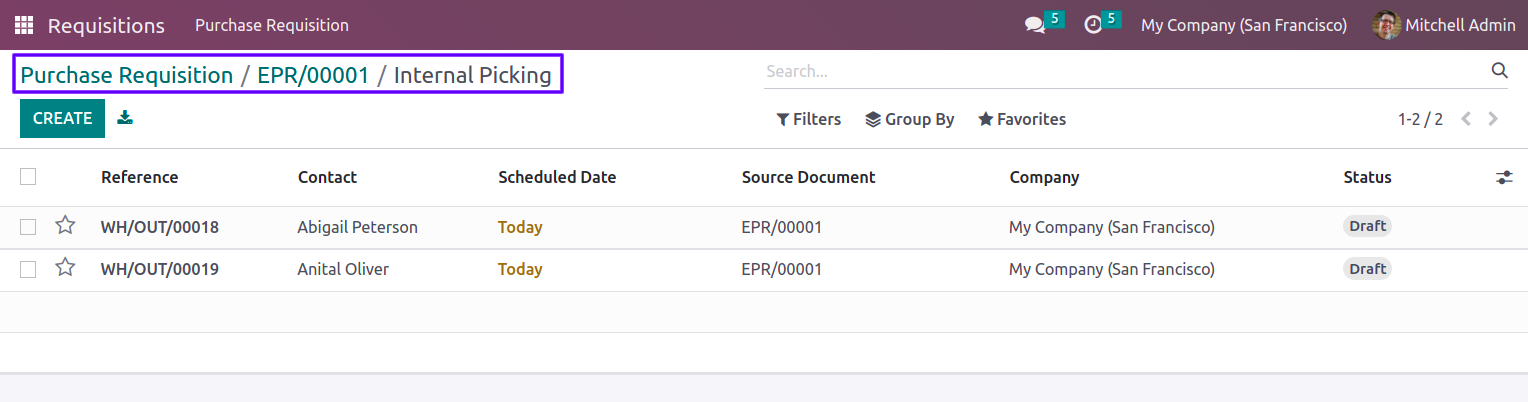 Requisitions Purchase Requisition 5 5 My Company (San Francisco) Mitchell Admin
Purchase Requisition / EPR/00001 / Internal Picking Search...
CREATE Filters Group By Favorites 1-2 / 2
Reference Contact Scheduled Date Source Document Company Status
WH/OUT/00018 Abigail Peterson Today EPR/00001 My Company (San Francisco) Draft
WH/OUT/00019 Anital Oliver Today EPR/00001 My Company (San Francisco) Draft